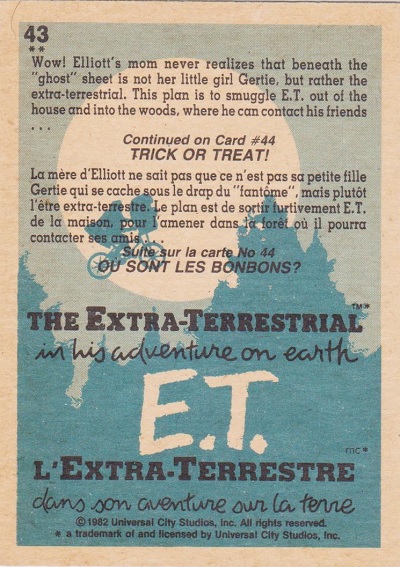 43
**
Wow! Elliott's mom never realizes that beneath the
"ghost" sheet is not her little girl Gertie, but rather the
extra-terrestrial. This plan is to smuggle E.T. out of the
house and into the woods, where he can contact his friends
...
Continued on Card #44
TRICK OR TREAT!
La mère d'Elliott ne sait pas que ce n'est pas sa petite fille
Gertie qui se cache sous le drap du "fantôme", mais plutôt
l'être extra-terrestre. Le plan est de sortir furtivement E.T.
de la maison, pour l'amener dans la forêt où il pourra
contacter ses amis ...
Suite sur la carte No 44
OÙ SONT LES BONBONS?
THE EXTRA-TERRESTRIAL TM*
in his adventure on earth
E.T.
mc*
L'EXTRA-TERRESTRE
dans son aventure sur la terre
©1982 Universal City Studios, Inc. All rights reserved.
* a trademark of and licensed by Universal City Studios, Inc.